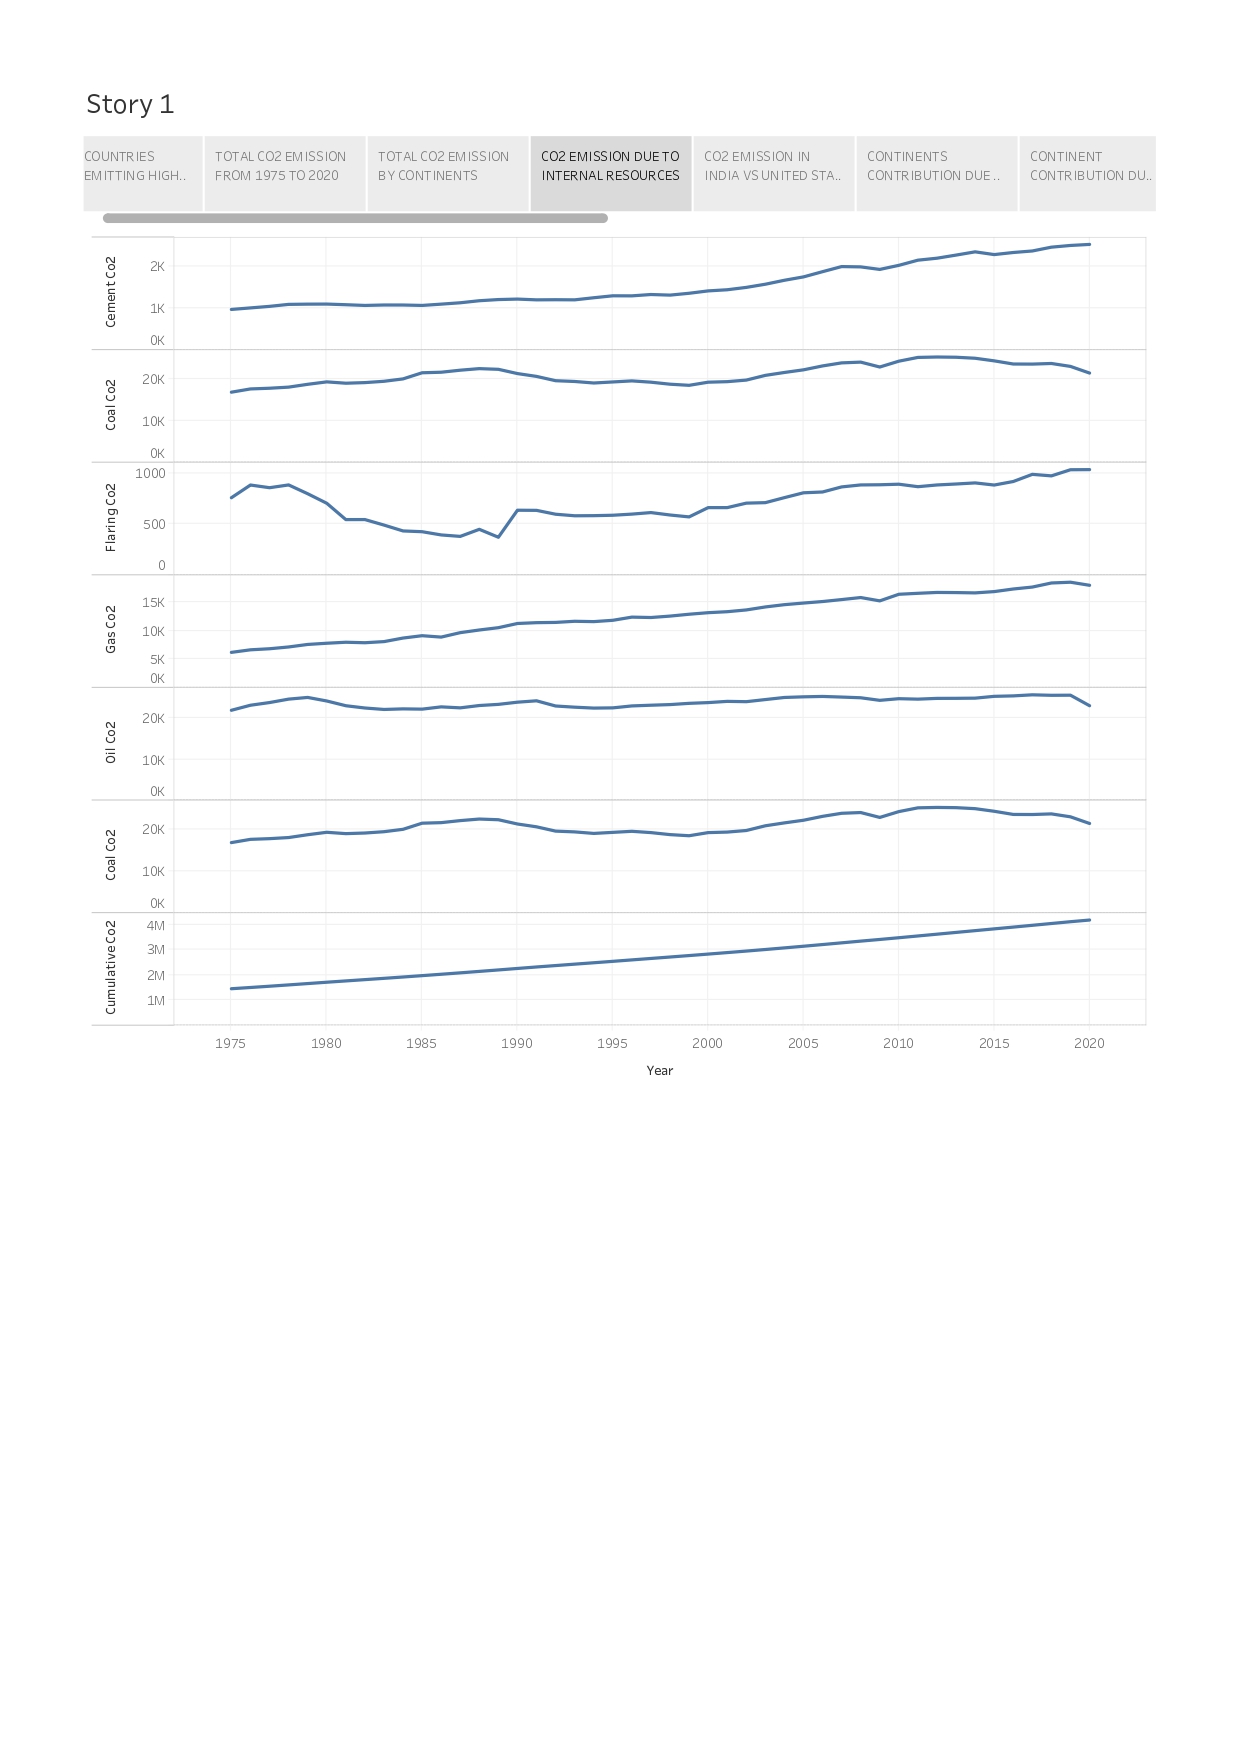 Story 1
COUNTRIES
EMITTING HIGH..
TOTAL CO2 EMISSION
FROM 1975 TO 2020
TOTAL CO2 EMISSION
BY CONTINENTS
CO2 EMISSION DUE TO
INTERNAL RESOURCES
CO2 EMISSION IN
INDIA VS UNITED STA..
CONTINENTS
CONTRIBUTION DUE ..
CONTINENT
CONTRIBUTION DU..
Cement Co2
2K
1K
0K
Coal Co2
20K
10K
0K
Flaring Co2
1000
500
0
Gas Co2
15K
10K
5K
0K
Oil Co2
20K
10K
0K
Coal Co2
20K
10K
0K
Cumulative Co2
4M
3M
2M
1M
1975 1980 1985 1990 1995 2000 2005 2010 2015 2020
Year